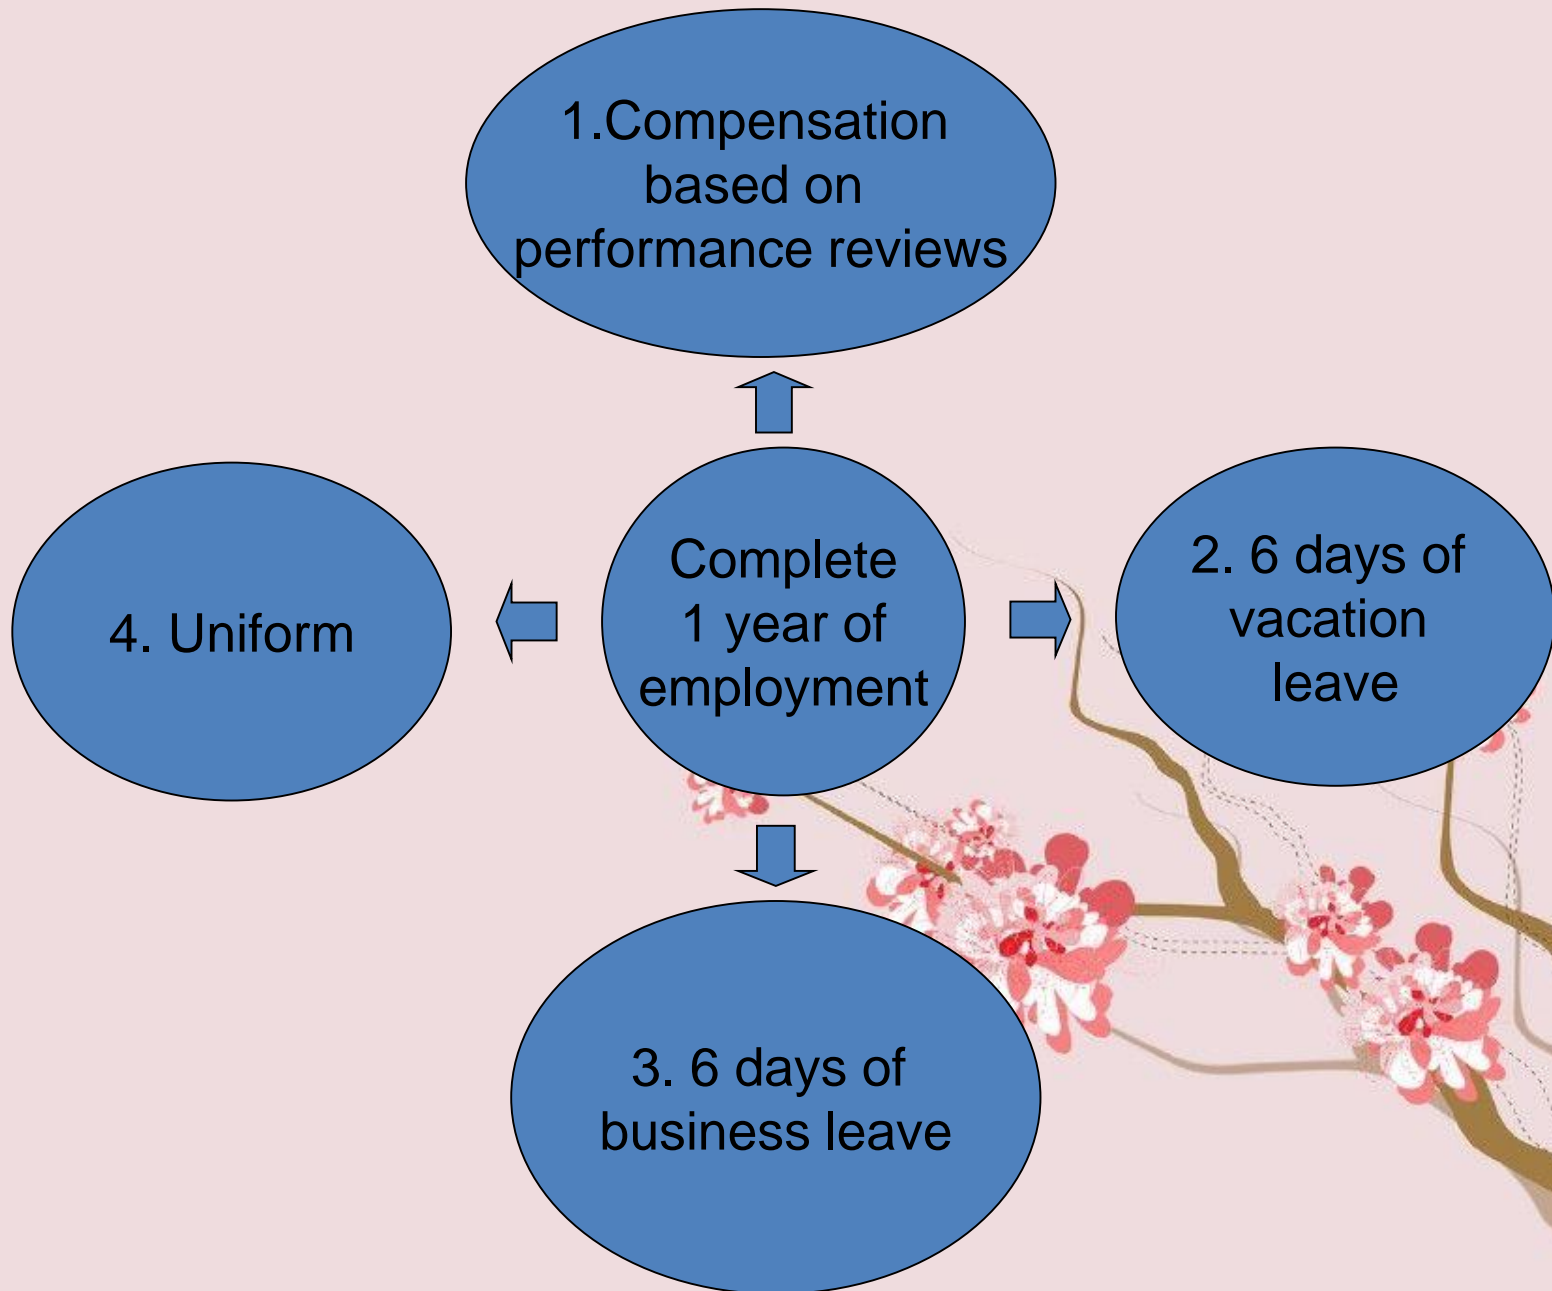 1.Compensation
based on
performance reviews
4. Uniform
Complete
1 year of
employment
2. 6 days of
vacation
leave
3. 6 days of
business leave